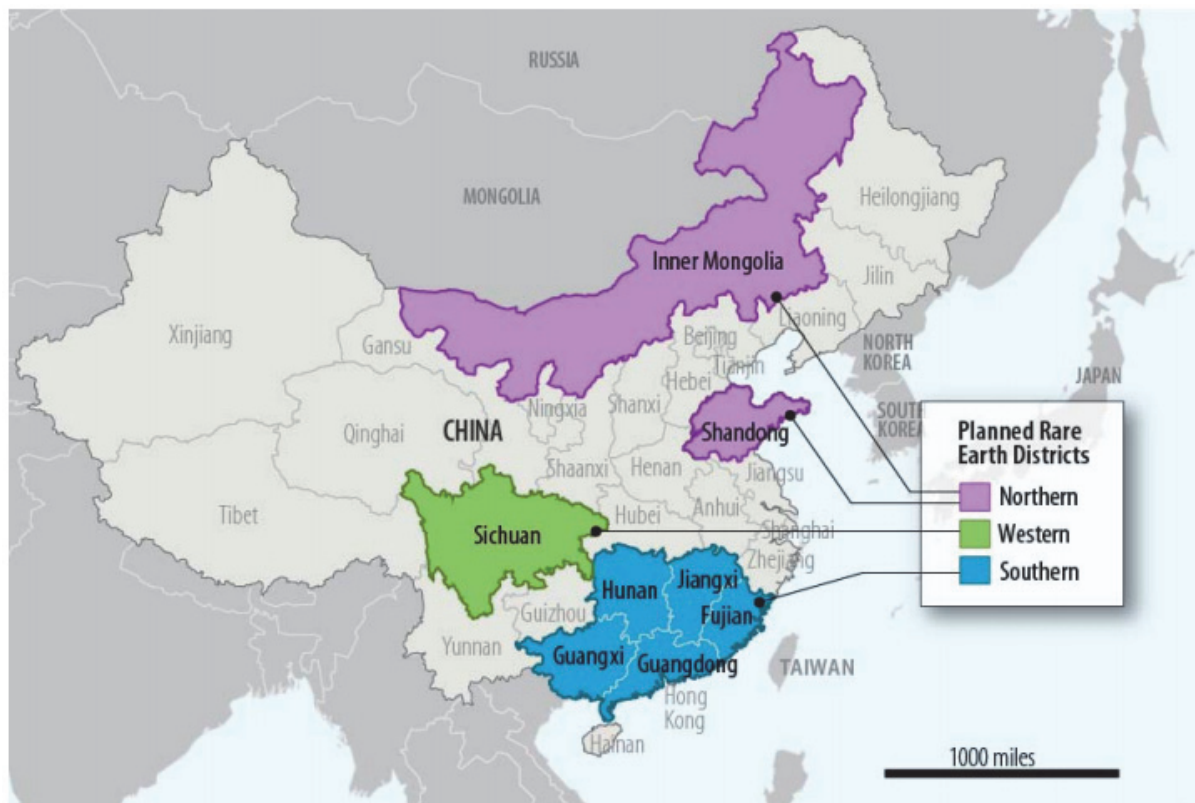 RUSSIA
MONGOLIA
Heilongjiang
Inner Mongolia
Jilin
Xinjiang
Gansu
Liaoning
Beijing
Tianjin
NORTH
KOREA
Hebei
JAPAN
Ningxia
Shanxi
SOUTH
KOREA
Qinghai
CHINA
Shandong
Planned Rare
Earth Districts
Northern
Western
Southern
Shaanxi
Henan
Jiangsu
Tibet
Sichuan
Hubei
Anhui
Shanghai
Zhejiang
Hunan
Jiangxi
Guizhou
Fujian
Yunnan
Guangxi
Guangdong
TAIWAN
Hong
Kong
Hainan
1000 miles